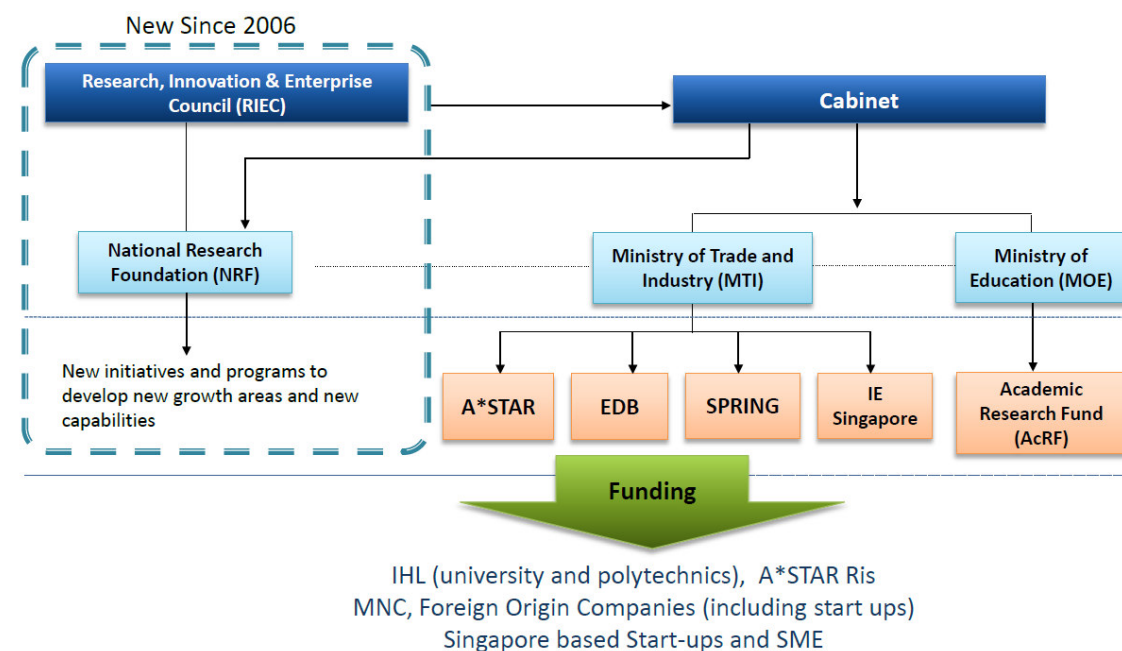 New Since 2006
Research, Innovation & Enterprise
Council (RIEC)
Cabinet
National Research
Foundation (NRF)
Ministry of Trade and
Industry (MTI)
Ministry of
Education (MOE)
New initiatives and programs to
develop new growth areas and new
capabilities
A*STAR
EDB
SPRING
IE
Singapore
Academic
Research Fund
(AcRF)
Funding
IHL (university and polytechnics), A*STAR Ris
MNC, Foreign Origin Companies (including start ups)
Singapore based Start-ups and SME